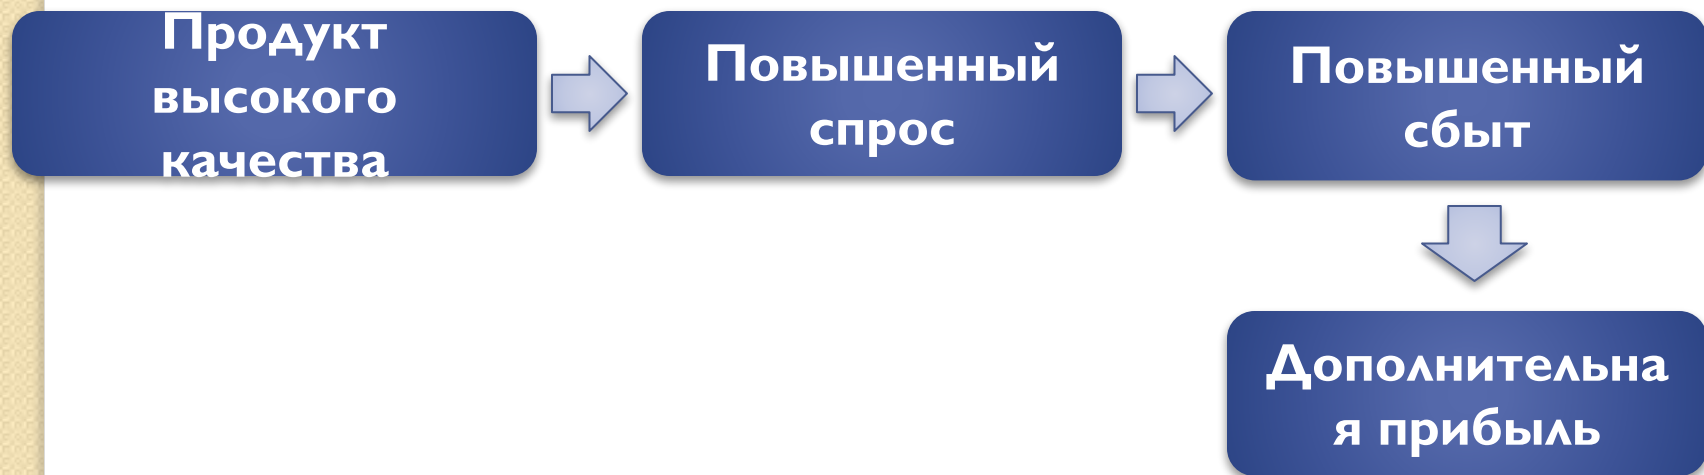 Продукт
высокого
качества
Повышенный
спрос
Повышенный
сбыт
Дополнительна
я прибыль